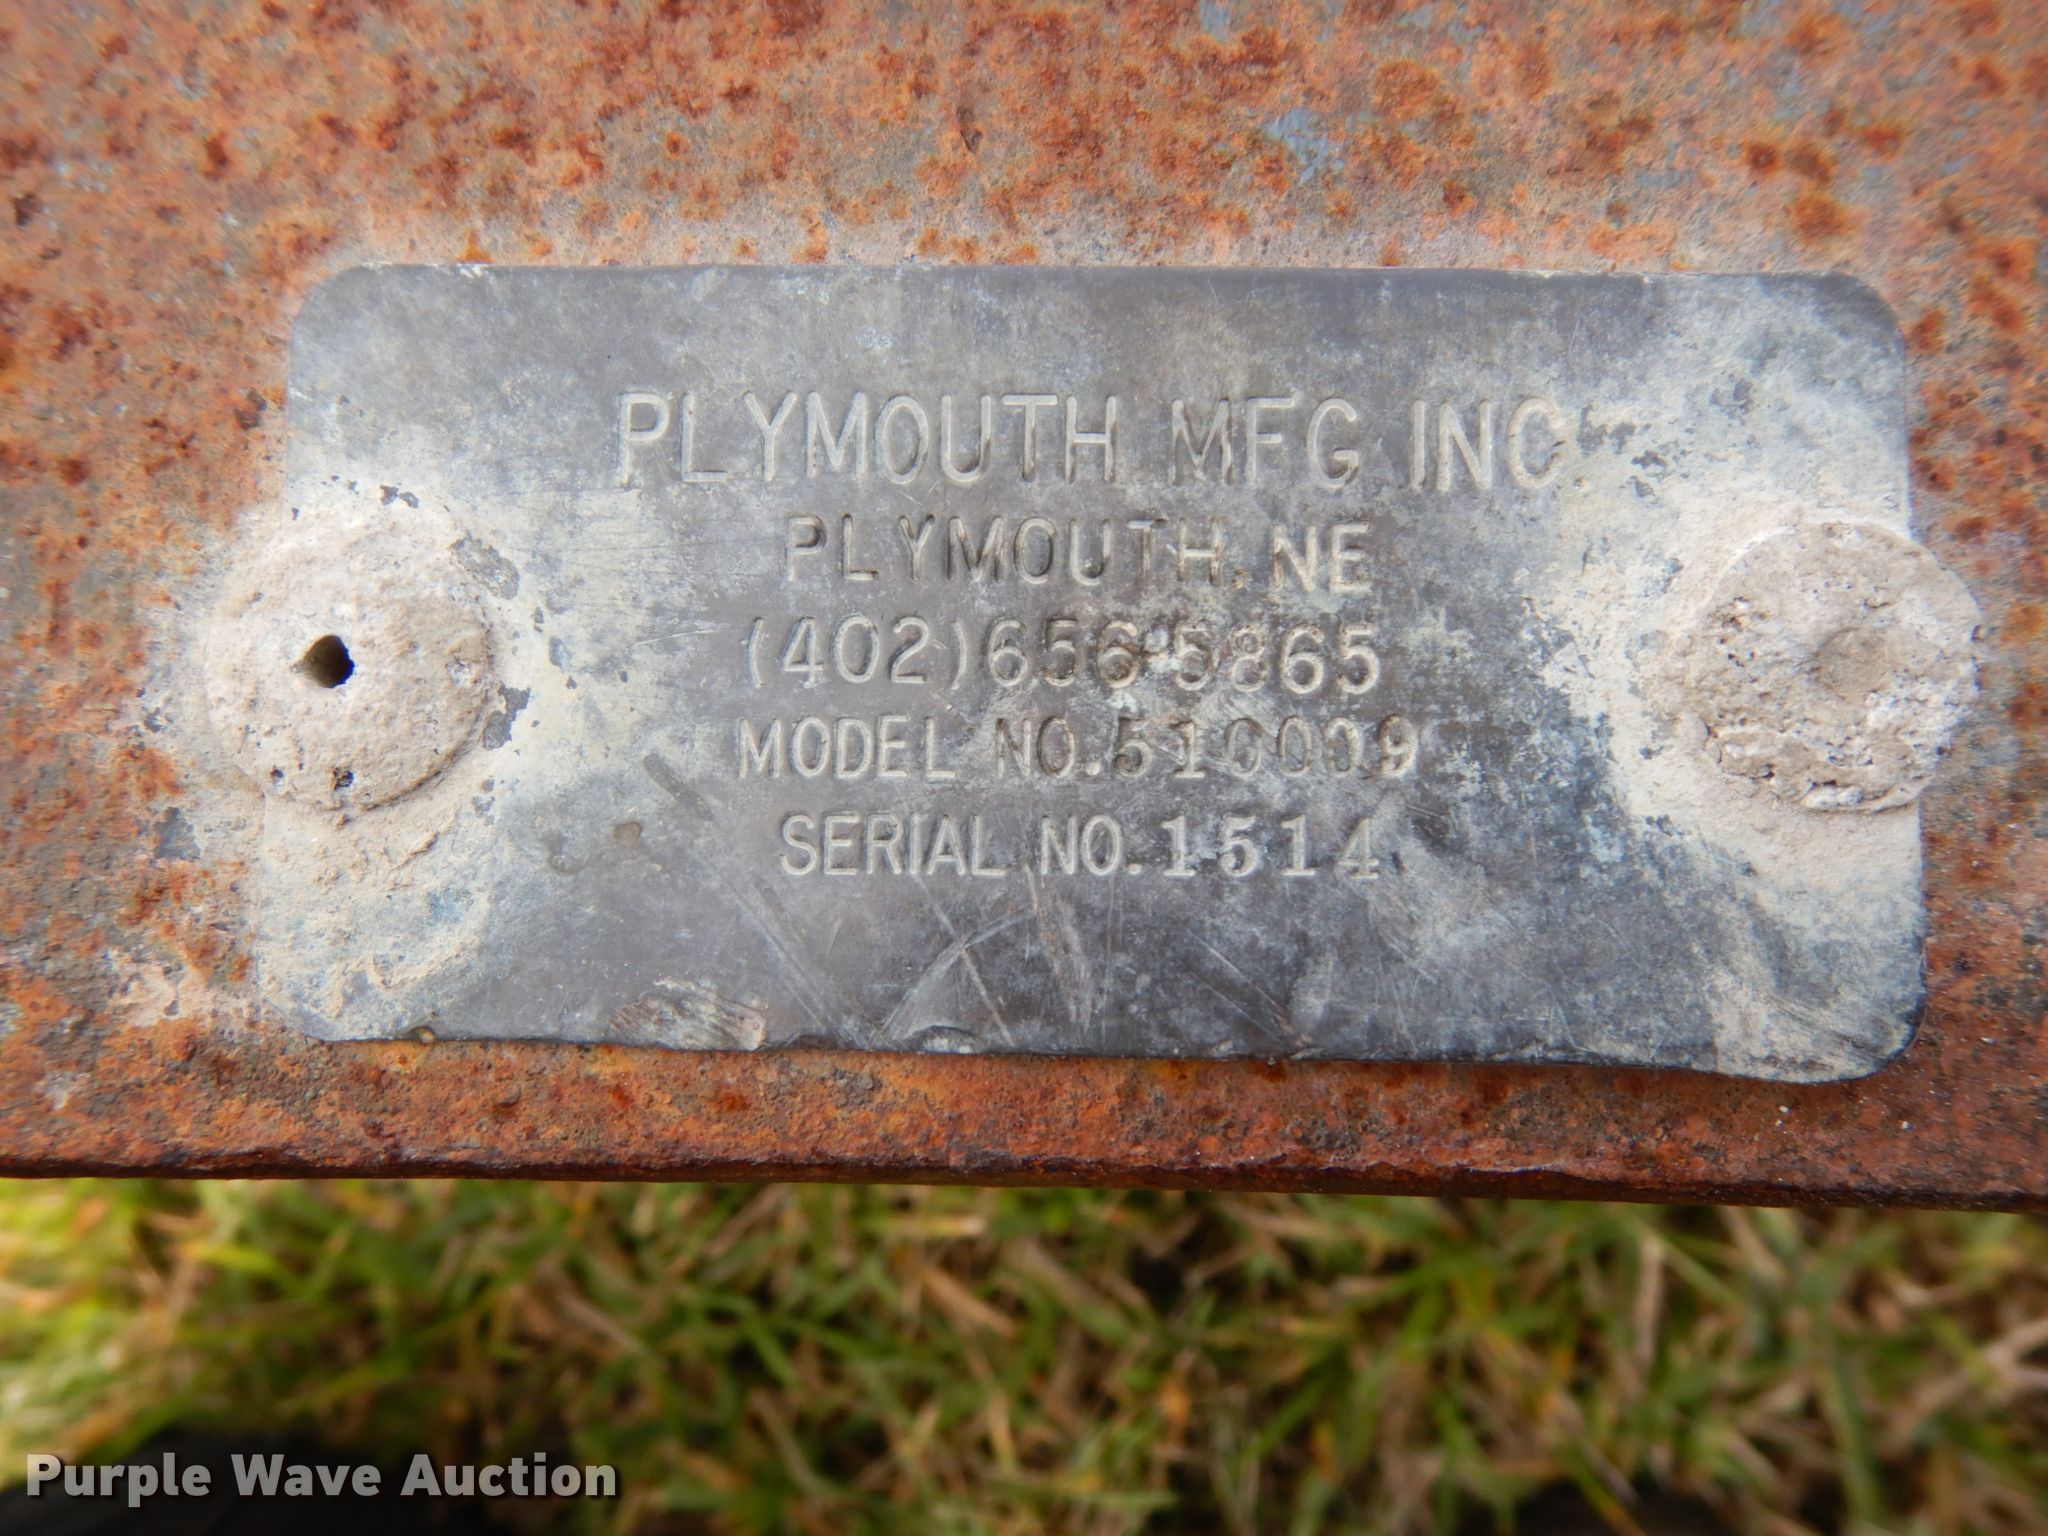 PLYMOUTH MFG INC.
PLYMOUTH, NE
(402)656-5865
MODEL NO.510009
SERIAL NO.1514
Purple Wave Auction